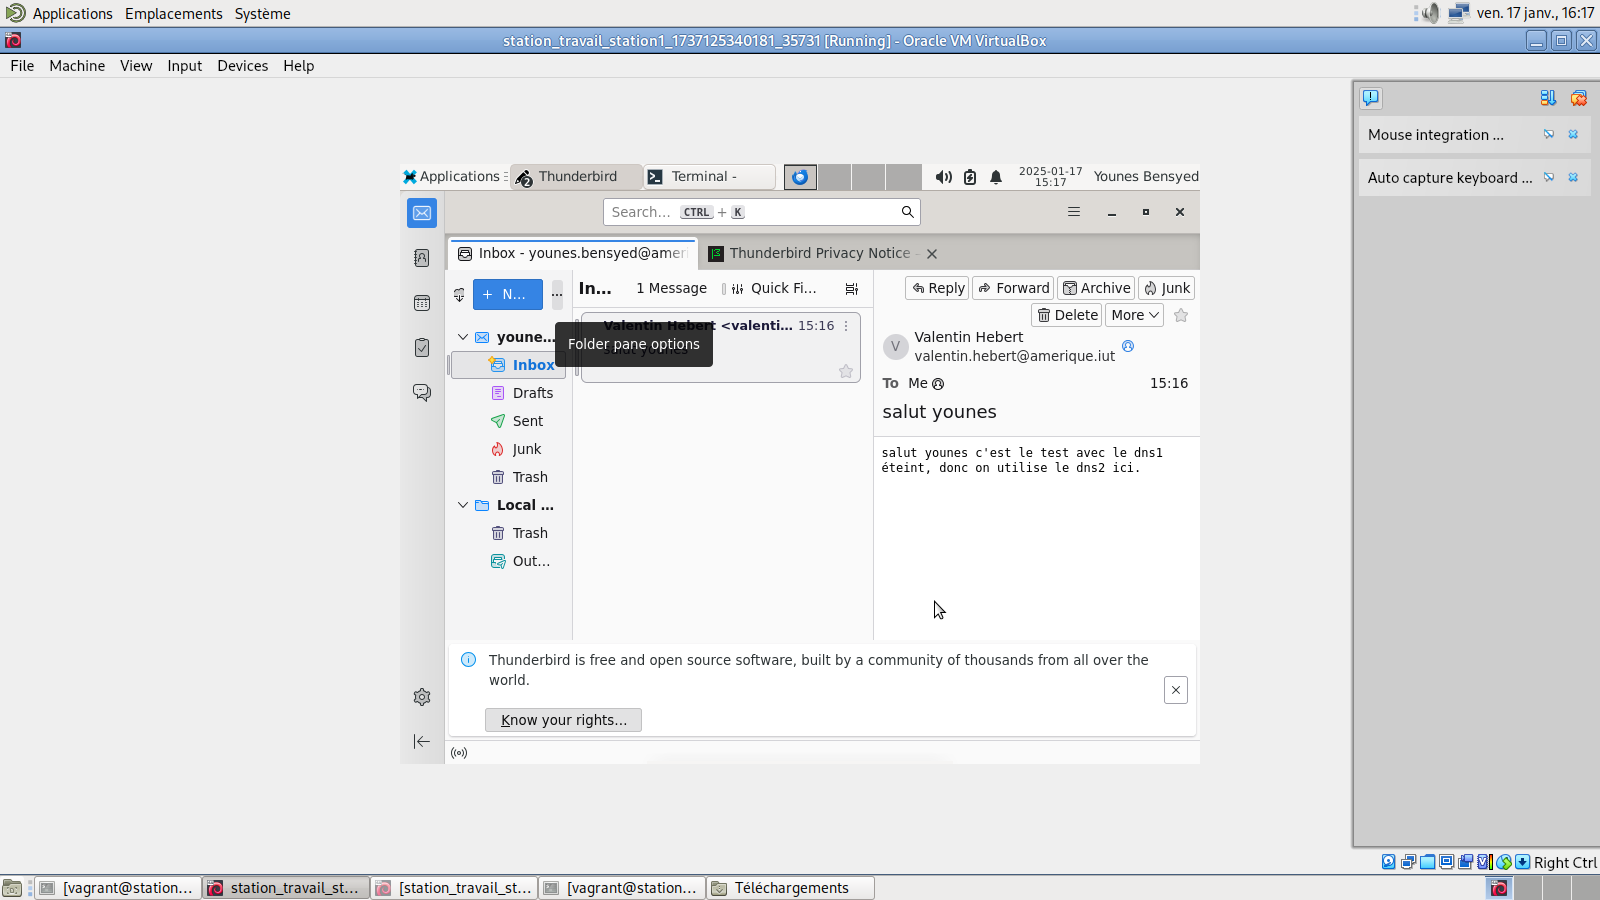 Applications Emplacements Système
ven. 17 janv., 16:17
station_travail_station1_1737125340181_35731 [Running] - Oracle VM VirtualBox
File Machine View Input Devices Help
Mouse integration ...
Auto capture keyboard ...
Applications
2
Thunderbird
Terminal -
2025-01-17
15:17
Younes Bensyed
Search... CTRL + K
Inbox - younes.bensyed@amer
Thunderbird Privacy Notice -
+ N...
In...
1 Message
Quick Fi...
Reply
Forward
Archive
Junk
Delete
More
youne...
Inbox
Drafts
Sent
Junk
Trash
Local ...
Trash
Out...
Valentin Hebert <valenti... 15:16
salut younes
Folder pane options
V
Valentin Hebert
valentin.hebert@amerique.iut
To Me
15:16
salut younes
salut younes c'est le test avec le dns1
éteint, donc on utilise le dns2 ici.
Thunderbird is free and open source software, built by a community of thousands from all over the
world.
Know your rights...
Right Ctrl
[vagrant@station...
station_travail_st...
[station_travail_st...
[vagrant@station...
Téléchargements